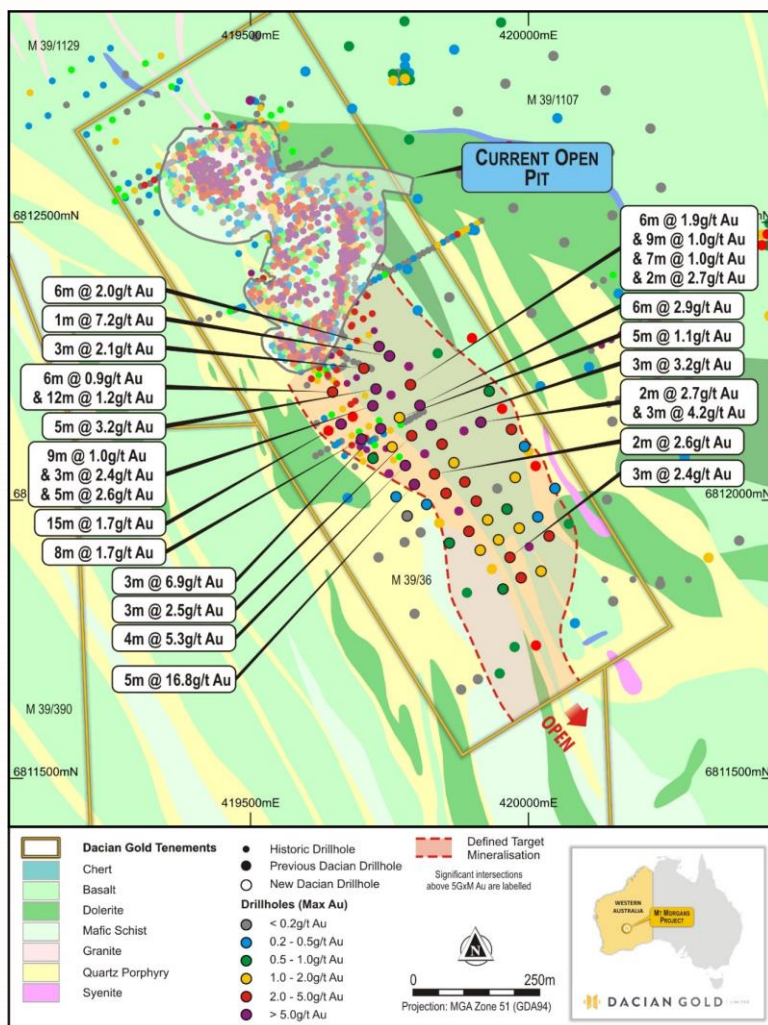 419500mE
420000mE
M 39/1129
M 39/1107
CURRENT OPEN
PIT
6812500mN
6812500mN
6m @ 1.9g/t Au
& 9m @ 1.0g/t Au
& 7m @ 1.0g/t Au
& 2m @ 2.7g/t Au
6m @ 2.9g/t Au
5m @ 1.1g/t Au
3m @ 3.2g/t Au
2m @ 2.7g/t Au
& 3m @ 4.2g/t Au
2m @ 2.6g/t Au
3m @ 2.4g/t Au
6m @ 2.0g/t Au
1m @ 7.2g/t Au
3m @ 2.1g/t Au
6m @ 0.9g/t Au
& 12m @ 1.2g/t Au
5m @ 3.2g/t Au
9m @ 1.0g/t Au
& 3m @ 2.4g/t Au
& 5m @ 2.6g/t Au
15m @ 1.7g/t Au
8m @ 1.7g/t Au
3m @ 6.9g/t Au
3m @ 2.5g/t Au
4m @ 5.3g/t Au
5m @ 16.8g/t Au
6812000mN
M 39/36
M 39/390
OPEN
6811500mN
6811500mN
419500mE
420000mE
Dacian Gold Tenements
Chert
Basalt
Dolerite
Mafic Schist
Granite
Quartz Porphyry
Syenite
Historic Drillhole
Previous Dacian Drillhole
New Dacian Drillhole
Drillholes (Max Au)
< 0.2g/t Au
0.2 - 0.5g/t Au
0.5 - 1.0g/t Au
1.0 - 2.0g/t Au
2.0 - 5.0g/t Au
> 5.0g/t Au
Defined Target
Mineralisation
Significant intersections
above 5GxM Au are labelled
N
0
250m
Projection: MGA Zone 51 (GDA94)
WESTERN
AUSTRALIA
MT MORGANS
PROJECT
DACIAN GOLD LIMITED